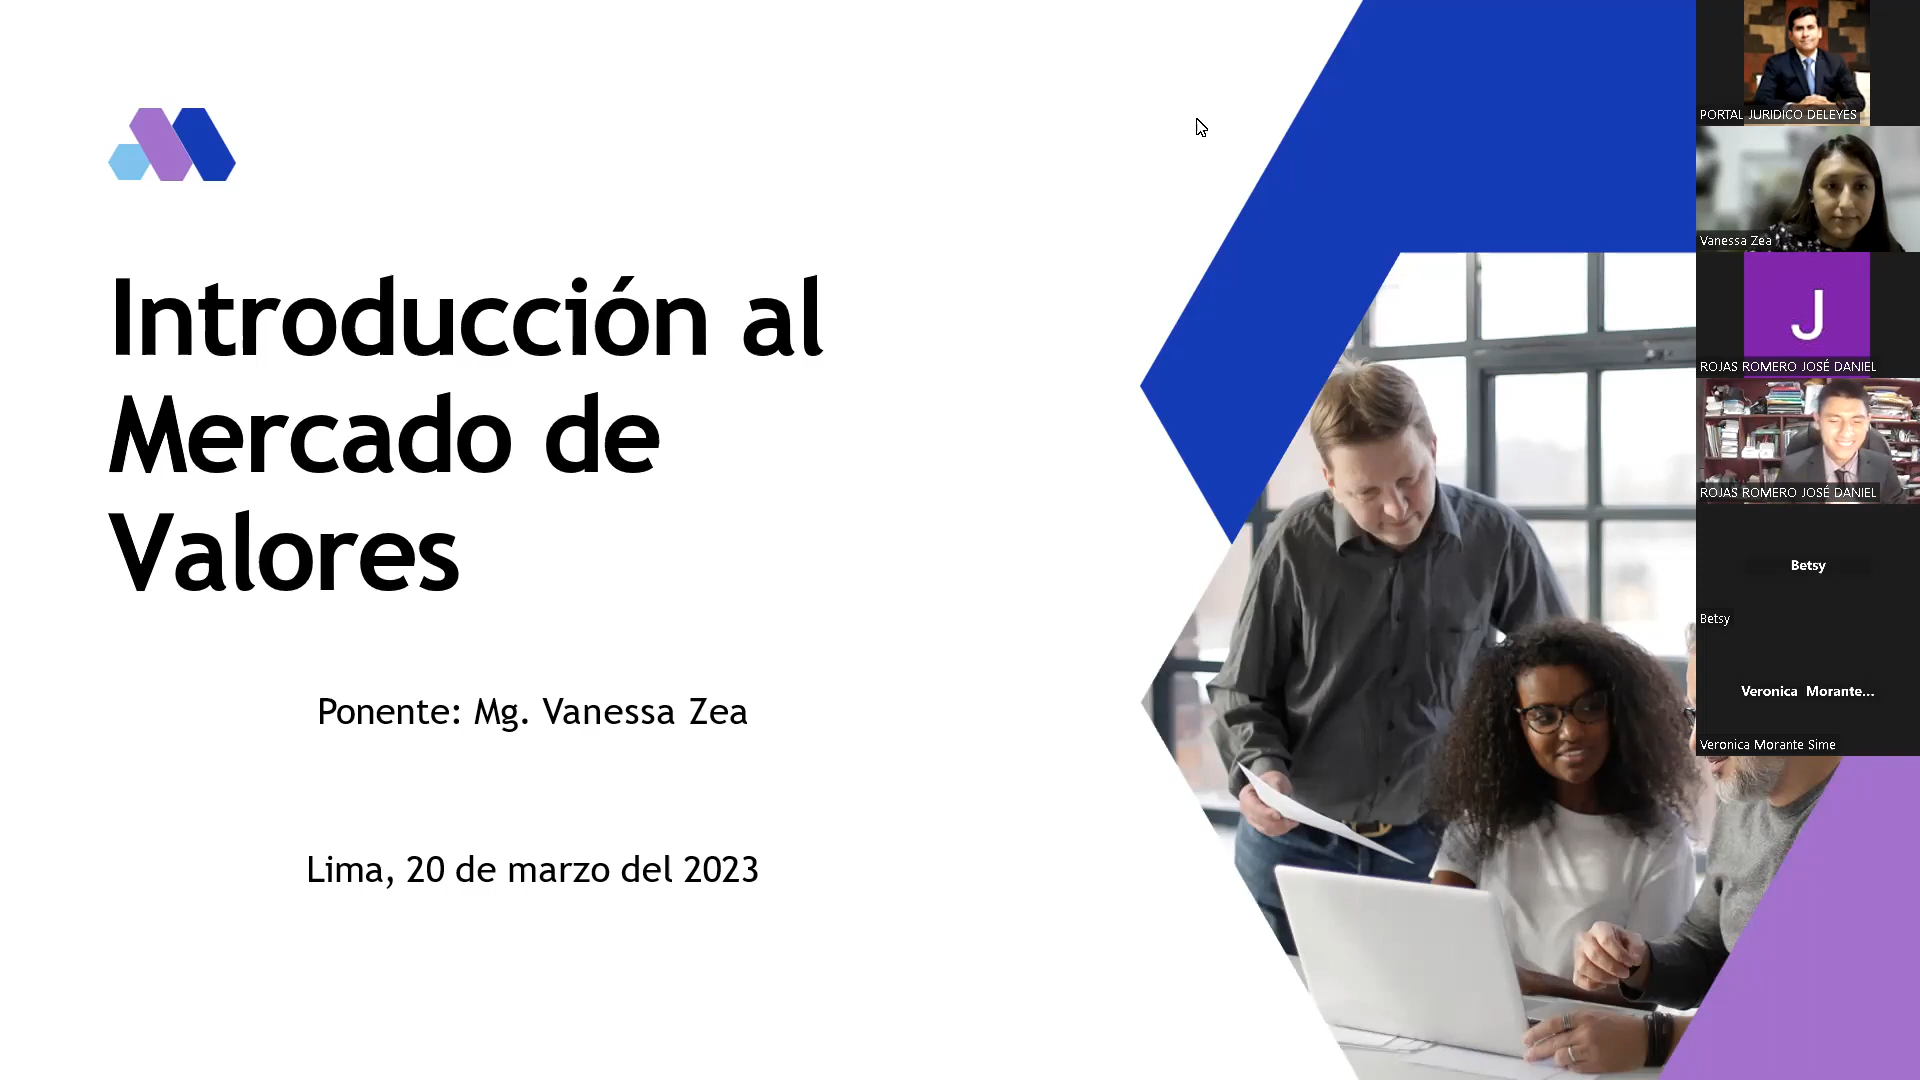 Introducción al
Mercado de
Valores
Ponente: Mg. Vanessa Zea
Lima, 20 de marzo del 2023
PORTAL JURIDICO DELEYES
Vanessa Zea
J
ROJAS ROMERO JOSÉ DANIEL
ROJAS ROMERO JOSÉ DANIEL
Betsy
Betsy
Veronica Morante...
Veronica Morante Sime